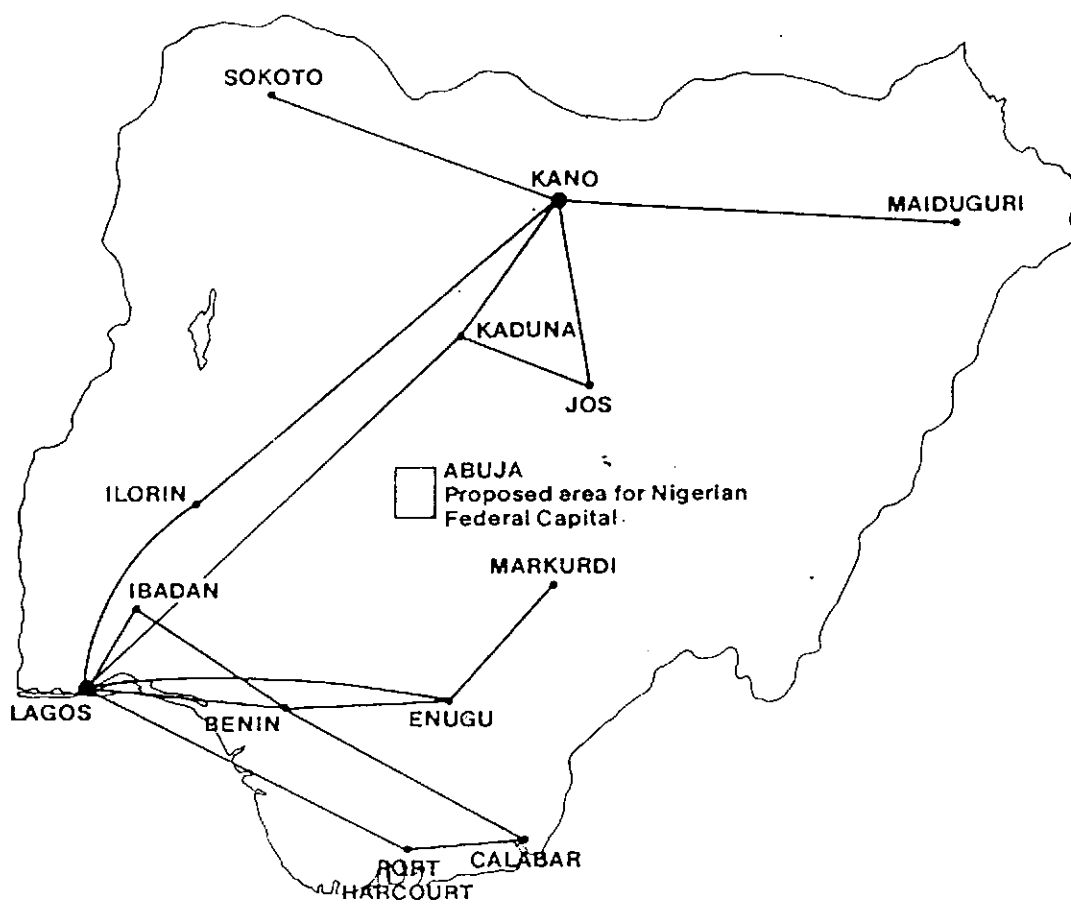 SOKOTO
KANO
MAIDUGURI
KADUNA
JOS
ABUJA
Proposed area for Nigerian
Federal Capital.
ILORIN
MARKURDI
IBADAN
LAGOS
BENIN
ENUGU
CALABAR
PORT
HARCOURT